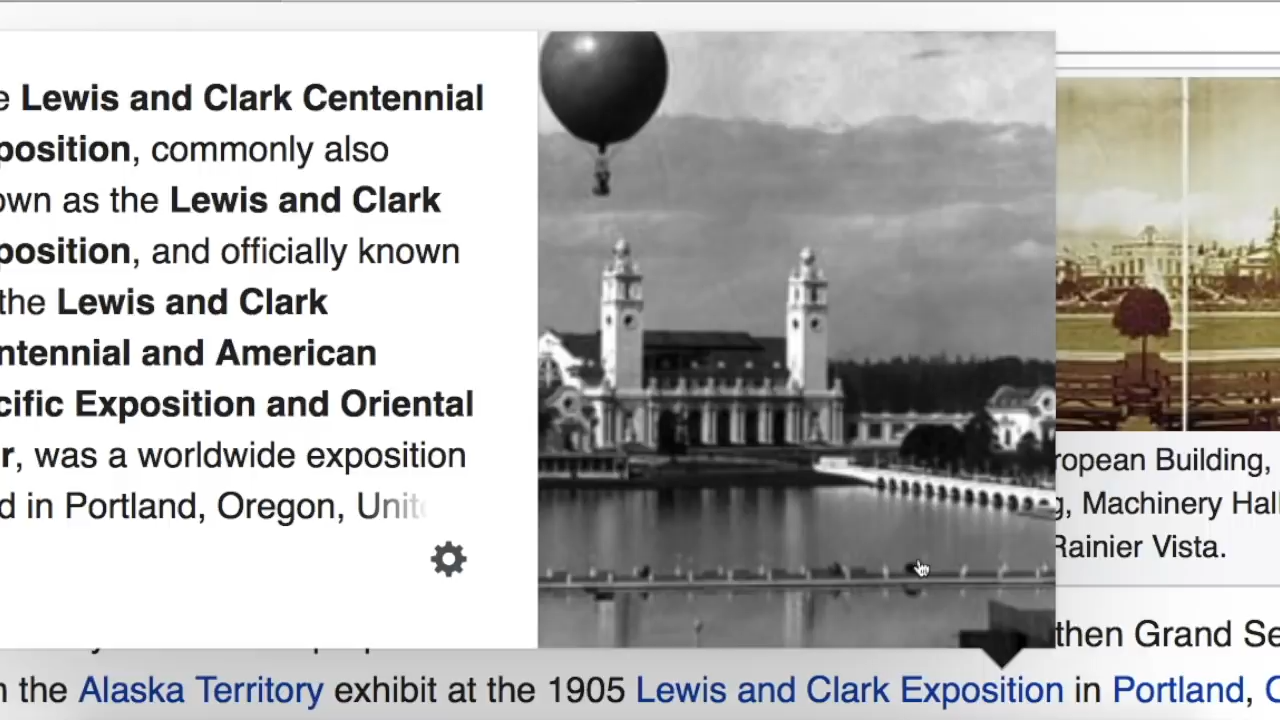 e Lewis and Clark Centennial
position, commonly also
own as the Lewis and Clark
position, and officially known
the Lewis and Clark
ntennial and American
cific Exposition and Oriental
r, was a worldwide exposition
d in Portland, Oregon, Unit
ropean Building,
g, Machinery Hall
Rainier Vista.
then Grand Se
n the Alaska Territory exhibit at the 1905 Lewis and Clark Exposition in Portland, O